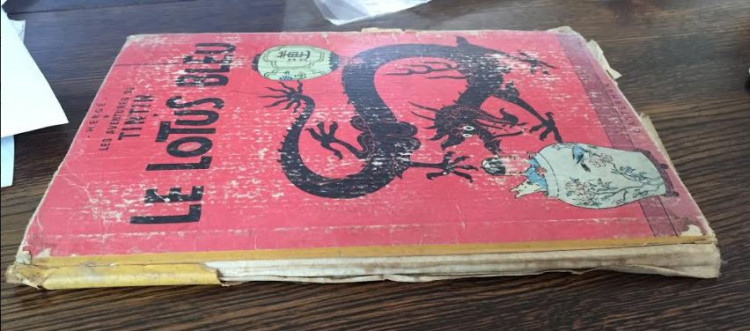 HERGÉ
LES AVENTURES DE
TINTIN
LE LOTUS BLEU